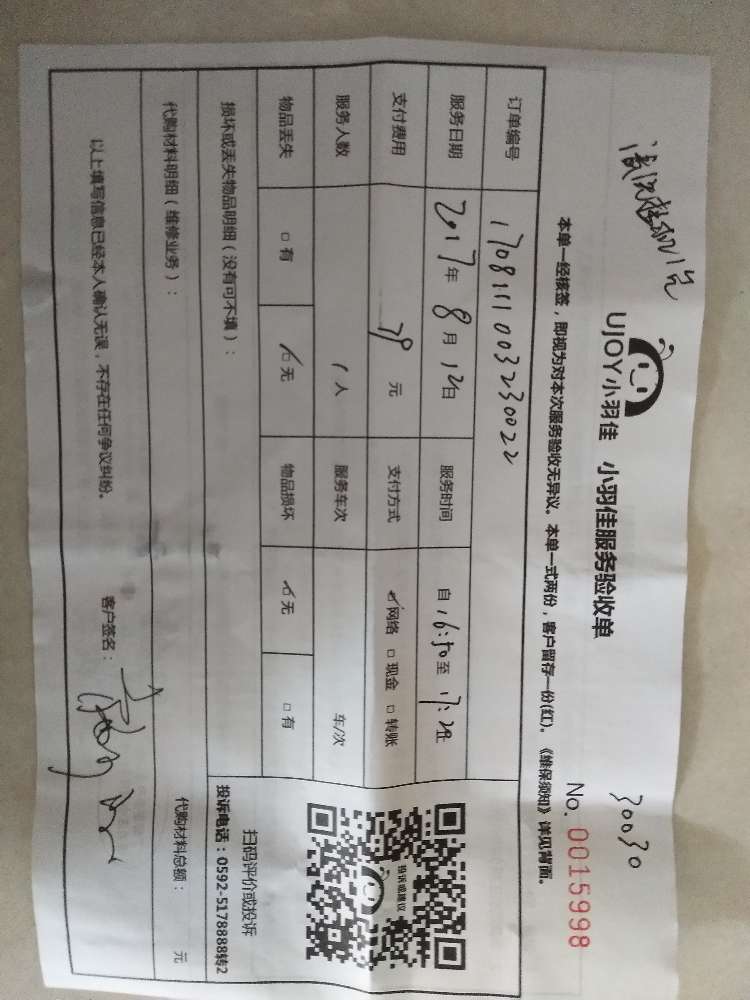 30030
UJOY小羽佳 小羽佳服务验收单
No. 0015998
本单一经核签，即视为对本次服务验收无异议。本单一式两份，客户留存一份(红)。《维保须知》详见背面。
订单编号 1708111003230022
服务日期 2017年8月12日 服务时间 自16:50至17:20止
支付费用 79元 支付方式 ☑网络 □现金 □转账
服务人数 1人 服务车次 车/次
物品丢失 □有 ☑无 物品损坏 ☑无 □有
损坏或丢失物品明细（没有可不填）：
代购材料明细（维修业务）： 代购材料总额： 元
以上填写信息已经本人确认无误，不存在任何争议纠纷。 客户签名：
投诉或建议
扫码评价或投诉
投诉电话：0592-5178888转2